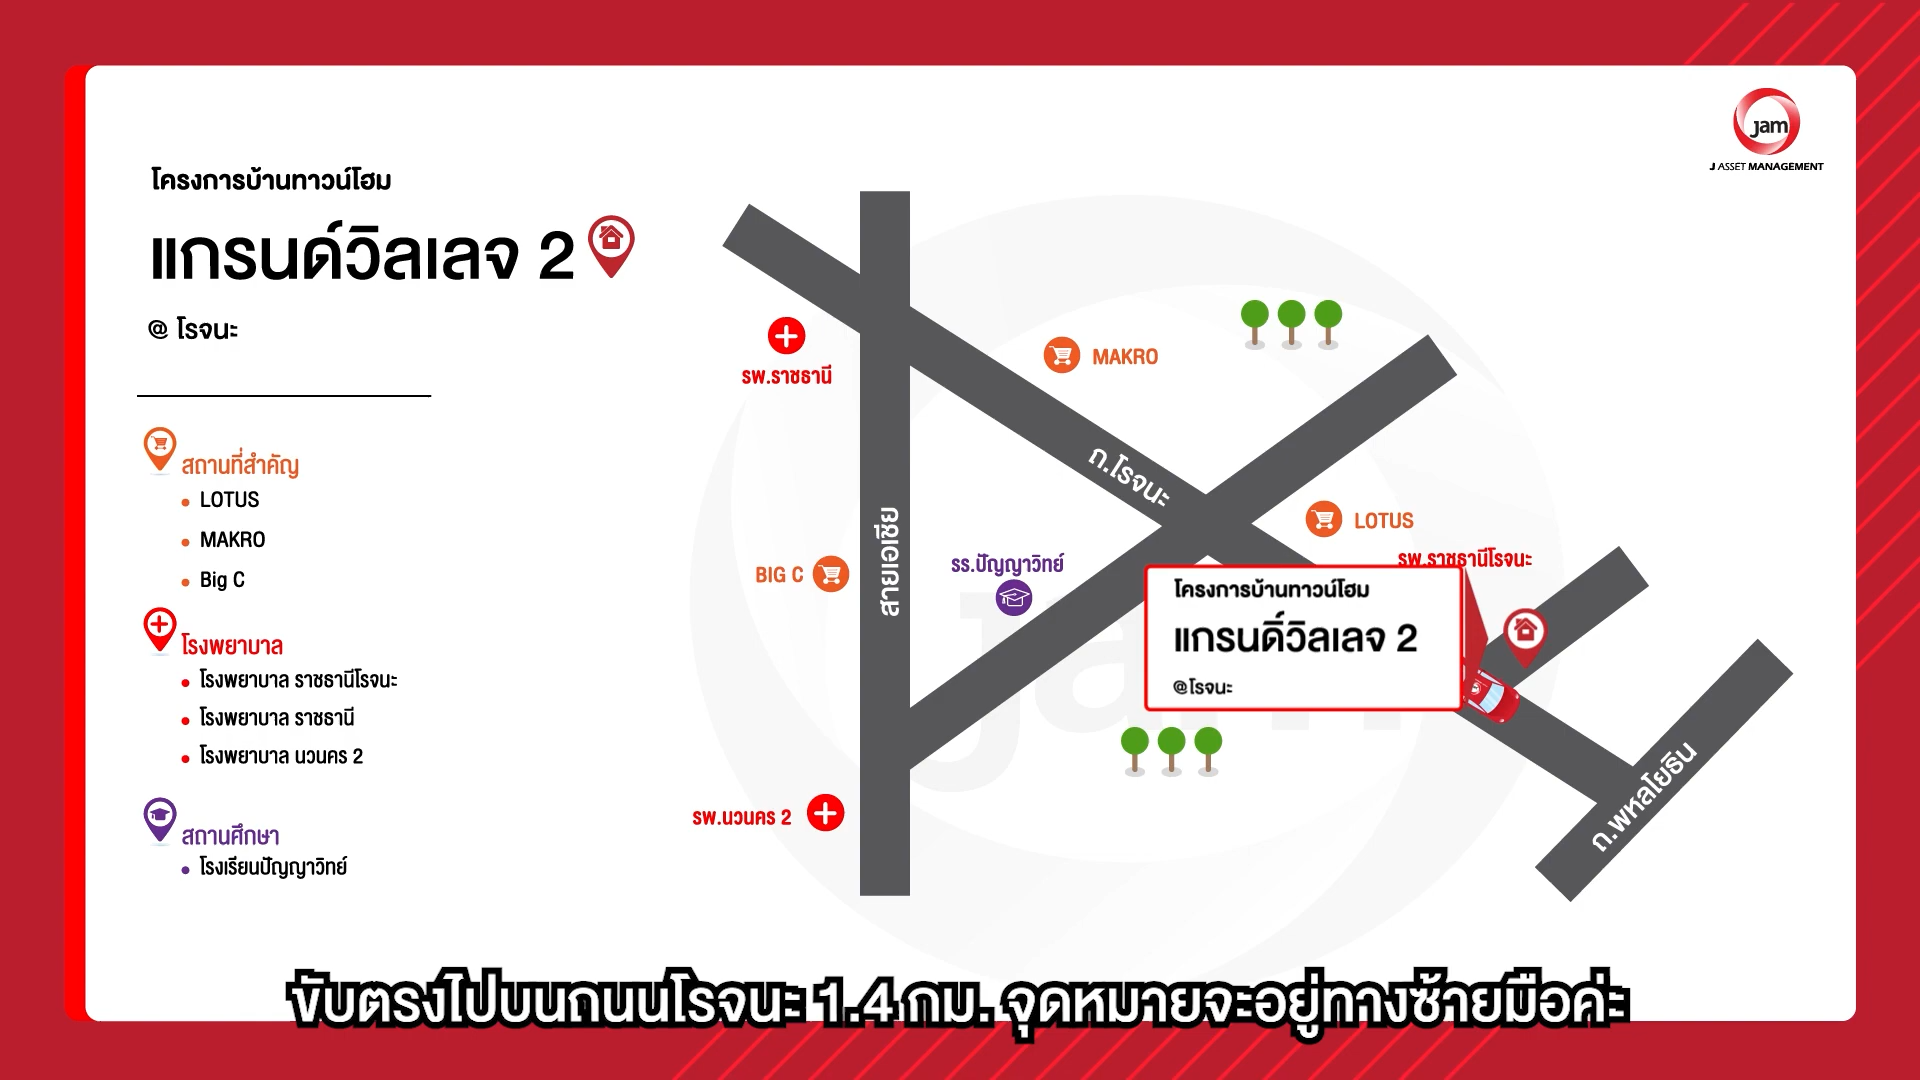 jam
J ASSET MANAGEMENT
โครงการบ้านทาวน์โฮม
แกรนด์วิลเลจ 2
@ โรจนะ
สถานที่สำคัญ
LOTUS
MAKRO
Big C
โรงพยาบาล
โรงพยาบาล ราชธานีโรจนะ
โรงพยาบาล ราชธานี
โรงพยาบาล นวนคร 2
สถานศึกษา
โรงเรียนปัญญาวิทย์
รพ.ราชธานี
MAKRO
ถ.โรจนะ
LOTUS
สายเอเชีย
BIG C
รร.ปัญญาวิทย์
รพ.ราชธานีโรจนะ
โครงการบ้านทาวน์โฮม
แกรนดิ์วิลเลจ 2
@โรจนะ
รพ.นวนคร 2
ถ.พหลโยธิน
ขับตรงไปบนถนนโรจนะ 1.4 กม. จุดหมายจะอยู่ทางซ้ายมือค่ะ